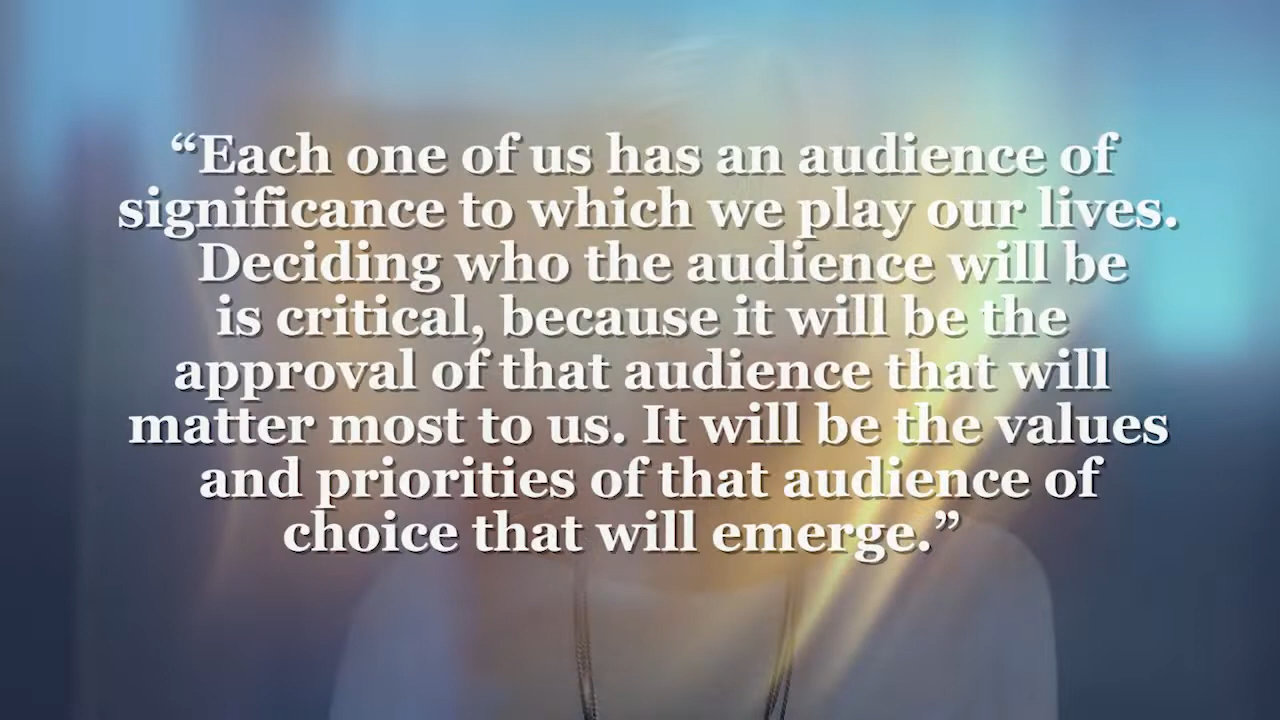 “Each one of us has an audience of
significance to which we play our lives.
Deciding who the audience will be
is critical, because it will be the
approval of that audience that will
matter most to us. It will be the values
and priorities of that audience of
choice that will emerge.”